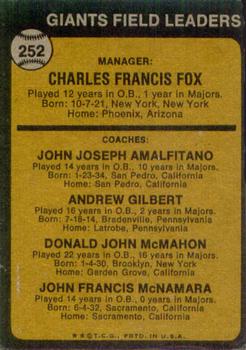 GIANTS FIELD LEADERS
252
MANAGER:
CHARLES FRANCIS FOX
Played 12 years in O.B., 1 year in Majors.
Born: 10-7-21, New York, New York
Home: Phoenix, Arizona
COACHES:
JOHN JOSEPH AMALFITANO
Played 14 years in O.B., 10 years in Majors.
Born: 1-23-34, San Pedro, California
Home: San Pedro, California
ANDREW GILBERT
Played 16 years in O.B., 2 years in Majors.
Born: 7-18-14, Bradenville, Pennsylvania
Home: Latrobe, Pennsylvania
DONALD JOHN McMAHON
Played 22 years in O.B., 16 years in Majors.
Born: 1-4-30, Brooklyn, New York
Home: Garden Grove, California
JOHN FRANCIS McNAMARA
Played 14 years in O.B., 0 years in Majors.
Born: 6-4-32, Sacramento, California
Home: Sacramento, California
© T.C.G., PRTD. IN U.S.A.